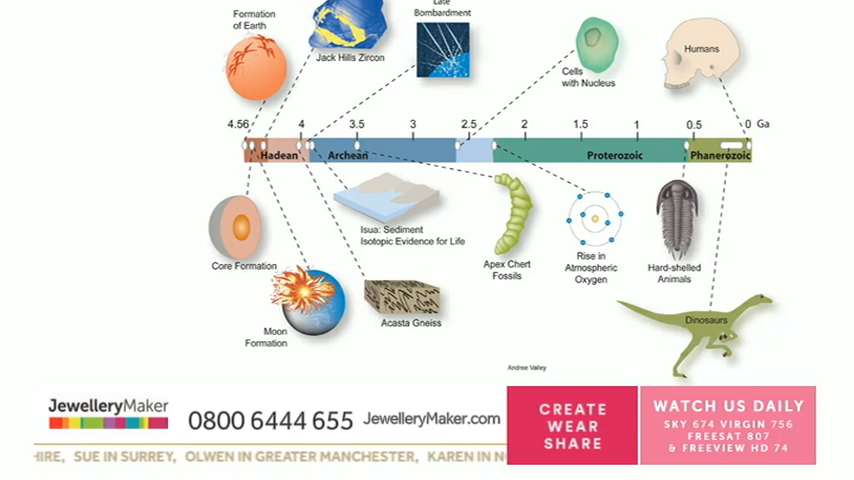 Formation
of Earth
Late
Bombardment
Jack Hills Zircon
Cells
with Nucleus
Humans
4.56 4 3.5 3 2.5 2 1.5 1 0.5 0 Ga
Hadean Archean Proterozoic Phanerozoic
Core Formation
Moon
Formation
Isua: Sediment
Isotopic Evidence for Life
Acasta Gneiss
Apex Chert
Fossils
Rise in
Atmospheric
Oxygen
Hard-shelled
Animals
Dinosaurs
Andree Valley
JewelleryMaker
0800 6444 655
JewelleryMaker.com
CREATE
WEAR
SHARE
WATCH US DAILY
SKY 674 VIRGIN 756
FREESAT 807
& FREEVIEW HD 74
HIRE, SUE IN SURREY, OLWEN IN GREATER MANCHESTER, KAREN IN